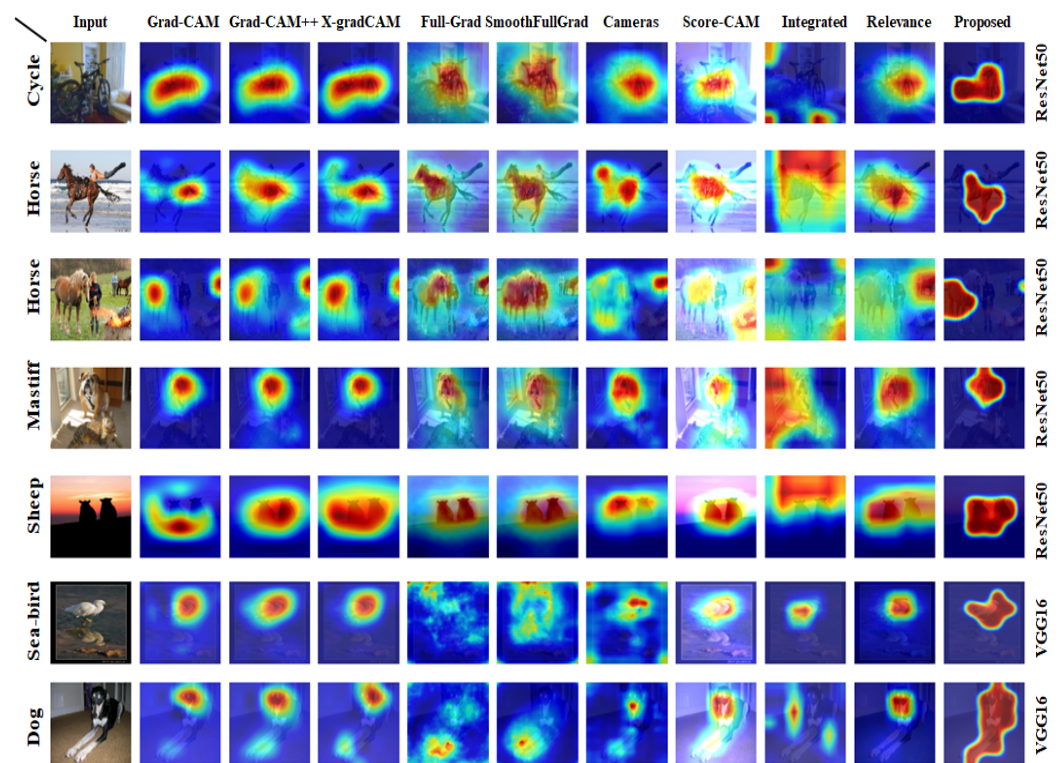 Input Grad-CAM Grad-CAM++ X-gradCAM Full-Grad SmoothFullGrad Cameras Score-CAM Integrated Relevance Proposed
Cycle ResNet50
Horse ResNet50
Horse ResNet50
Mastiff ResNet50
Sheep ResNet50
Sea-bird VGG16
Dog VGG16